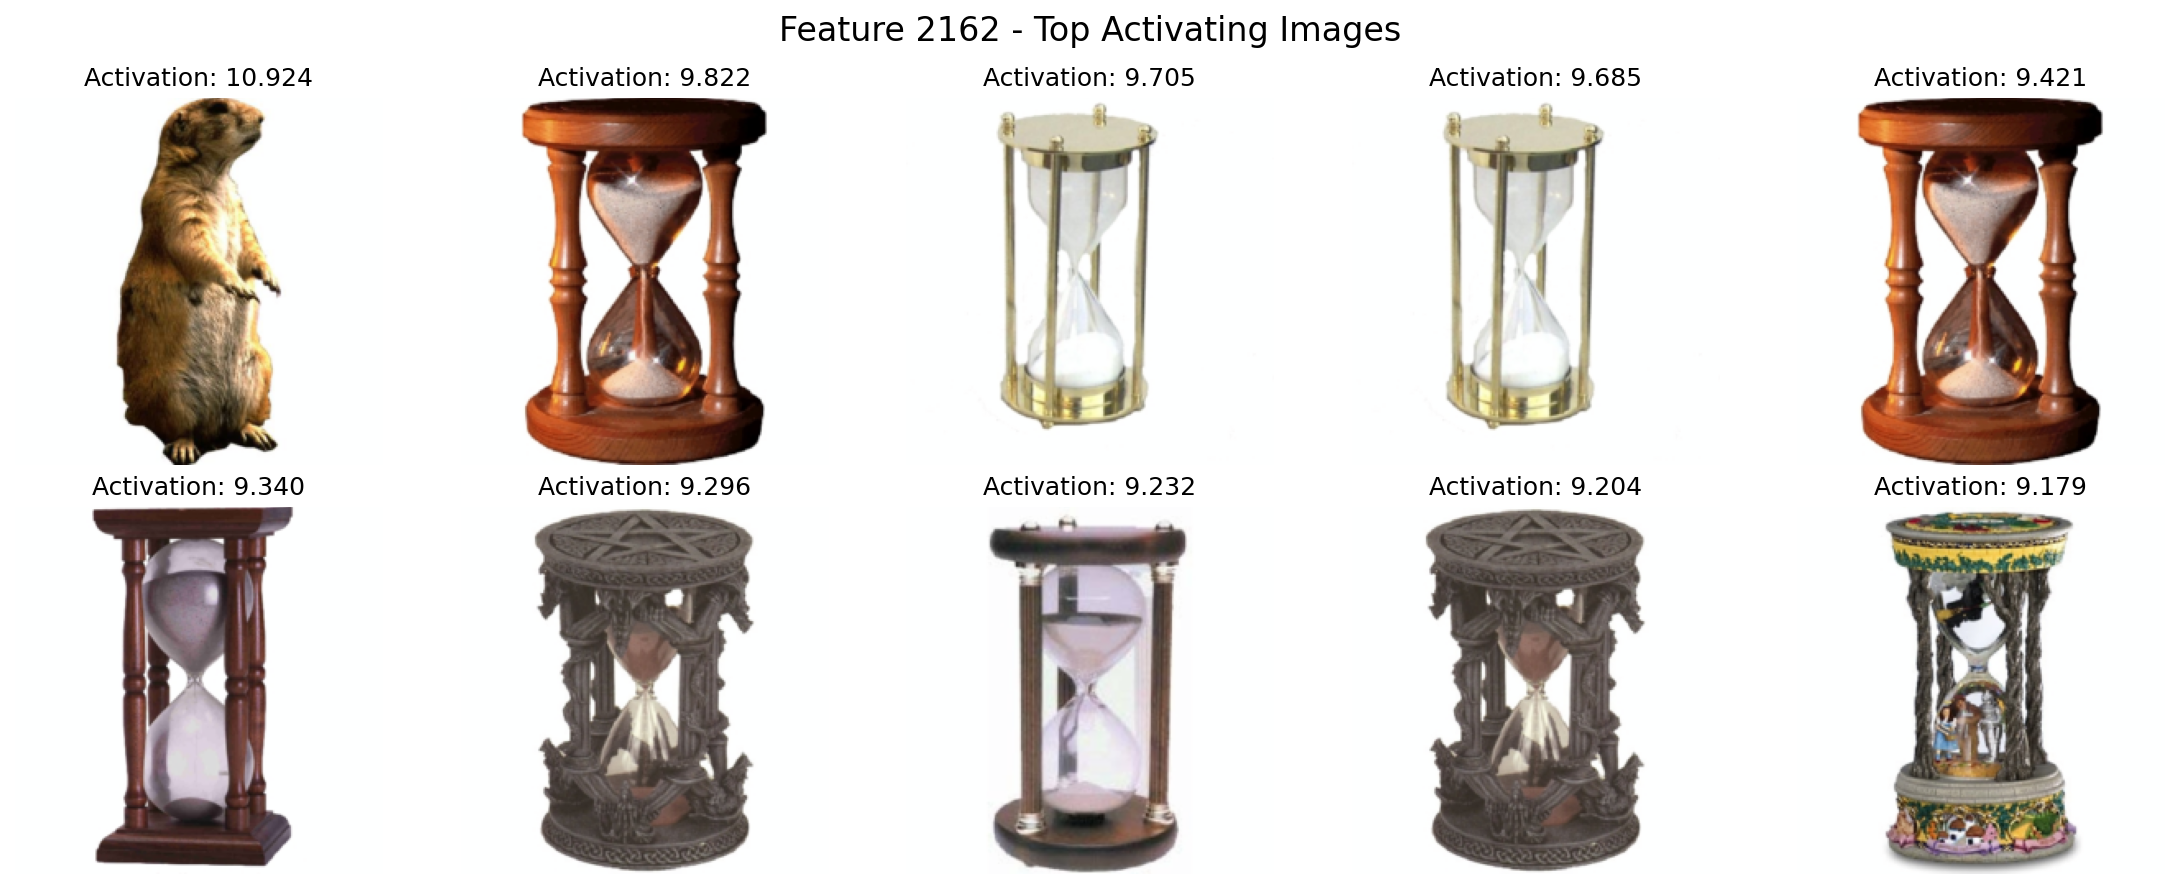 Feature 2162 - Top Activating Images
Activation: 10.924
Activation: 9.822
Activation: 9.705
Activation: 9.685
Activation: 9.421
Activation: 9.340
Activation: 9.296
Activation: 9.232
Activation: 9.204
Activation: 9.179